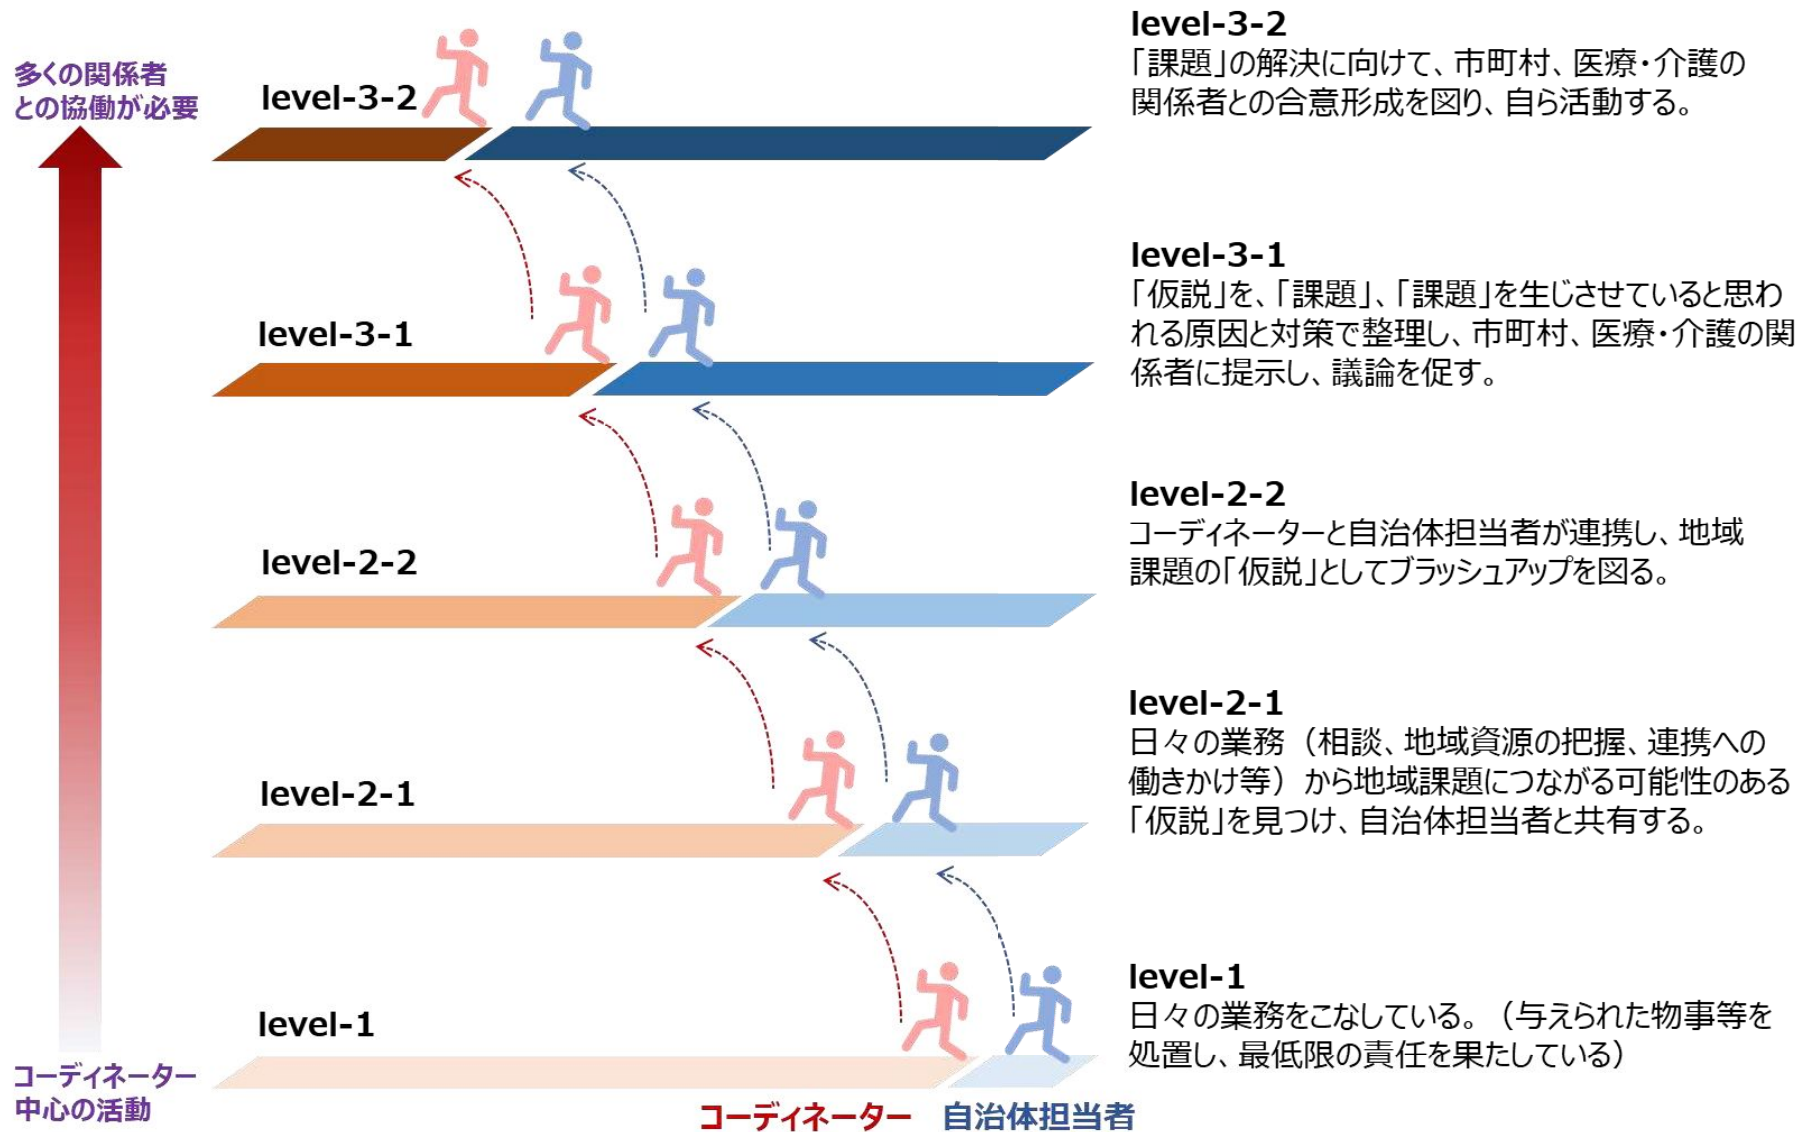 多くの関係者
との協働が必要
level-3-2
level-3-1
level-2-2
level-2-1
level-1
コーディネーター
中心の活動
コーディネーター
自治体担当者
level-3-2
「課題」の解決に向けて、市町村、医療・介護の
関係者との合意形成を図り、自ら活動する。
level-3-1
「仮説」を、「課題」、「課題」を生じさせていると思わ
れる原因と対策で整理し、市町村、医療・介護の関
係者に提示し、議論を促す。
level-2-2
コーディネーターと自治体担当者が連携し、地域
課題の「仮説」としてブラッシュアップを図る。
level-2-1
日々の業務（相談、地域資源の把握、連携への
働きかけ等）から地域課題につながる可能性のある
「仮説」を見つけ、自治体担当者と共有する。
level-1
日々の業務をこなしている。（与えられた物事等を
処置し、最低限の責任を果たしている）